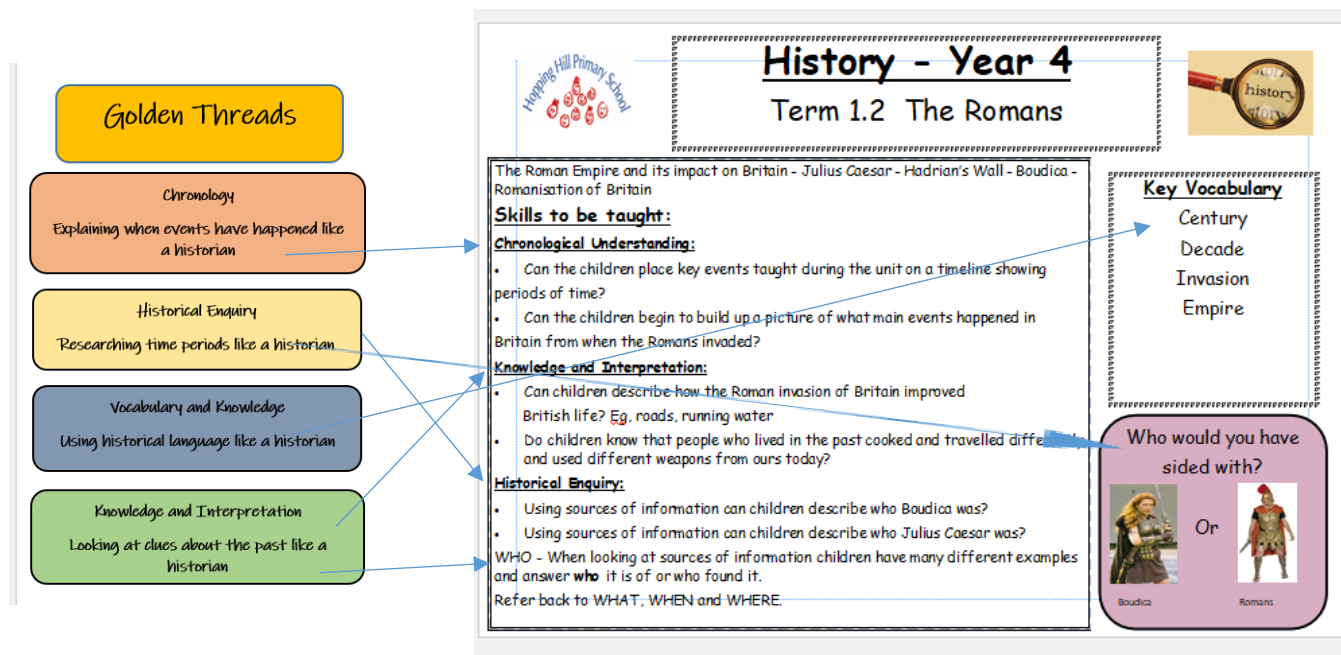 Golden Threads
Chronology
Explaining when events have happened like
a historian
Historical Enquiry
Researching time periods like a historian
Vocabulary and Knowledge
Using historical language like a historian
Knowledge and Interpretation
Looking at clues about the past like a
historian
Hopping Hill Primary School
History - Year 4
Term 1.2 The Romans
story
history
story
The Roman Empire and its impact on Britain - Julius Caesar - Hadrian's Wall - Boudica -
Romanisation of Britain
Skills to be taught:
Chronological Understanding:
• Can the children place key events taught during the unit on a timeline showing
periods of time?
• Can the children begin to build up a picture of what main events happened in
Britain from when the Romans invaded?
Knowledge and Interpretation:
• Can children describe how the Roman invasion of Britain improved
British life? Eg, roads, running water
• Do children know that people who lived in the past cooked and travelled differently
and used different weapons from ours today?
Historical Enquiry:
• Using sources of information can children describe who Boudica was?
• Using sources of information can children describe who Julius Caesar was?
WHO - When looking at sources of information children have many different examples
and answer who it is of or who found it.
Refer back to WHAT, WHEN and WHERE.
Key Vocabulary
Century
Decade
Invasion
Empire
Who would you have
sided with?
Or
Boudica
Romans